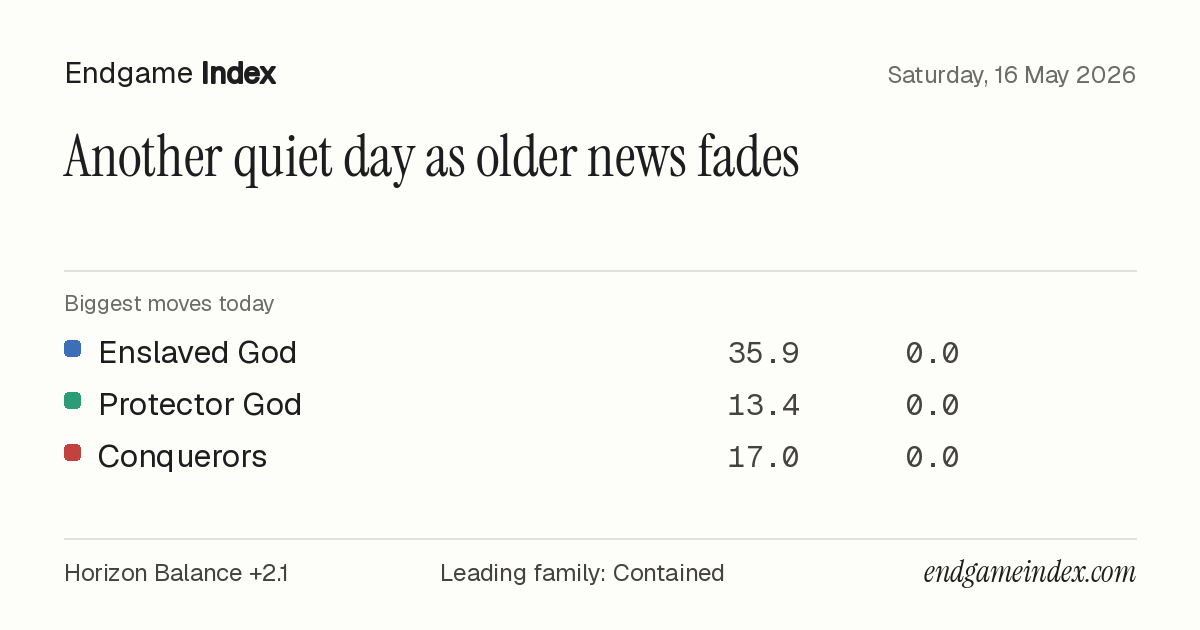 Endgame Index
Saturday, 16 May 2026
Another quiet day as older news fades
Biggest moves today
Enslaved God 35.9 0.0
Protector God 13.4 0.0
Conquerors 17.0 0.0
Horizon Balance +2.1 Leading family: Contained endgameindex.com